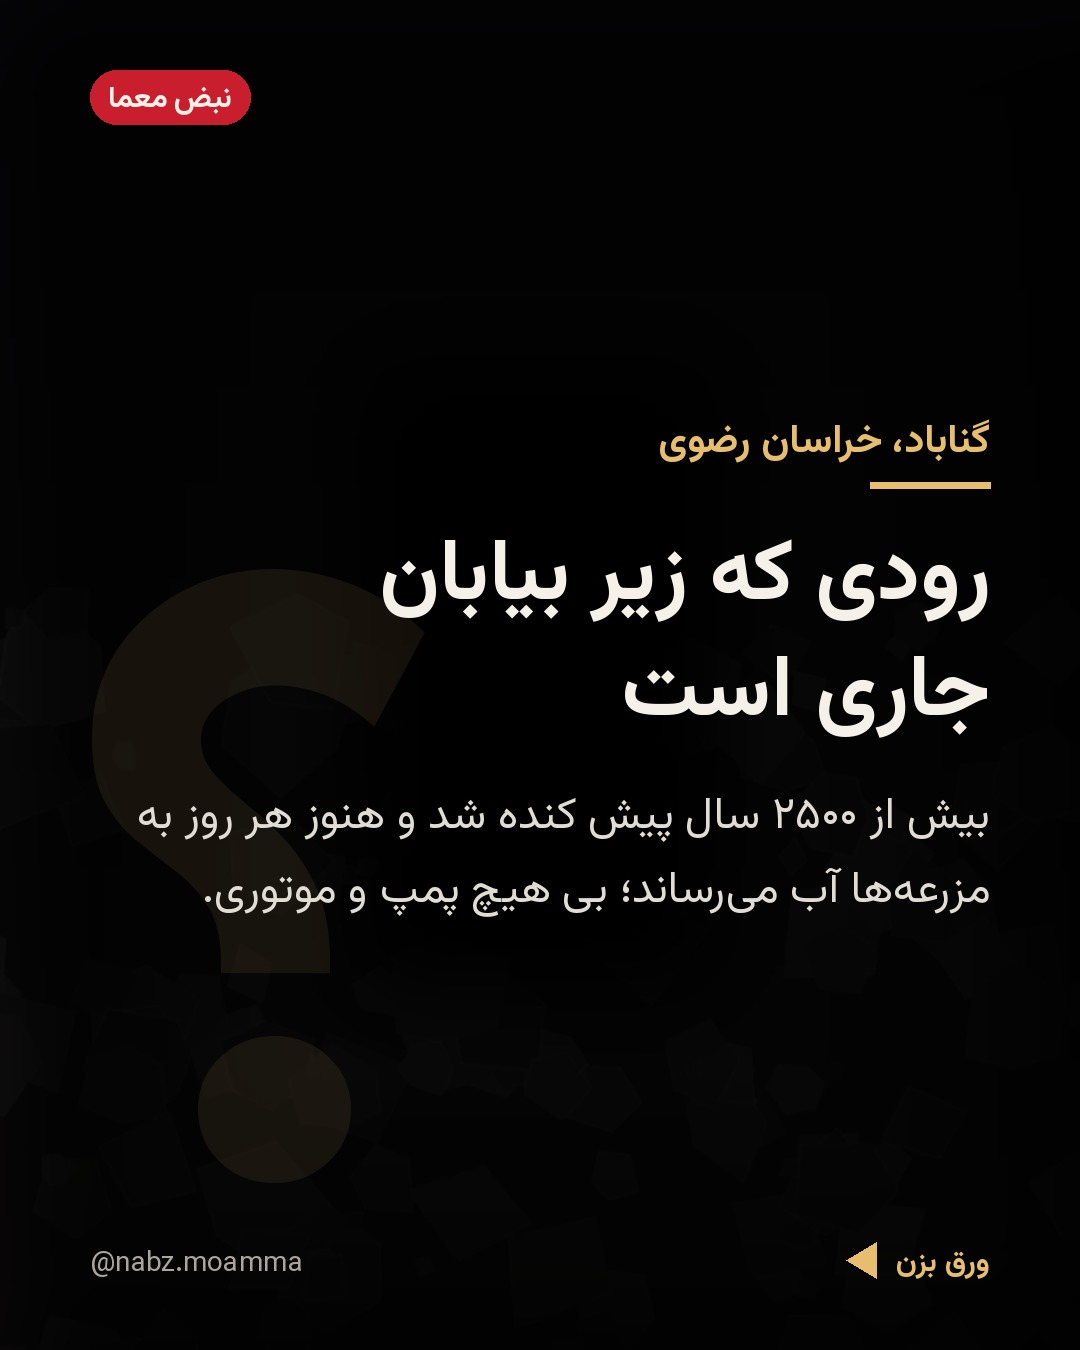 نبض معما
گناباد، خراسان رضوی
رودی که زیر بیابان
جاری است
بیش از ۲۵۰۰ سال پیش کنده شد و هنوز هر روز به
مزرعه‌ها آب می‌رساند؛ بی هیچ پمپ و موتوری.
ورق بزن
@nabz.moamma